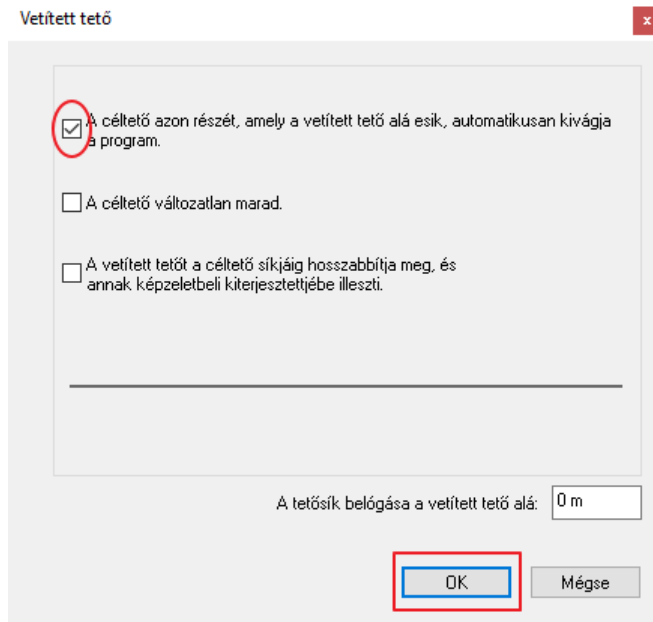 Vetített tető
x
A céltető azon részét, amely a vetített tető alá esik, automatikusan kivágja
a program.
A céltető változatlan marad.
A vetített tetőt a céltető síkjáig hosszabbítja meg, és
annak képzeletbeli kiterjesztettjébe illeszti.
A tetősík belógása a vetített tető alá: 0 m
OK Mégse